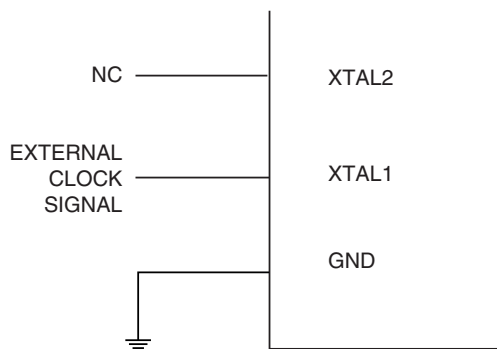 NC
XTAL2
EXTERNAL
CLOCK
SIGNAL
XTAL1
GND